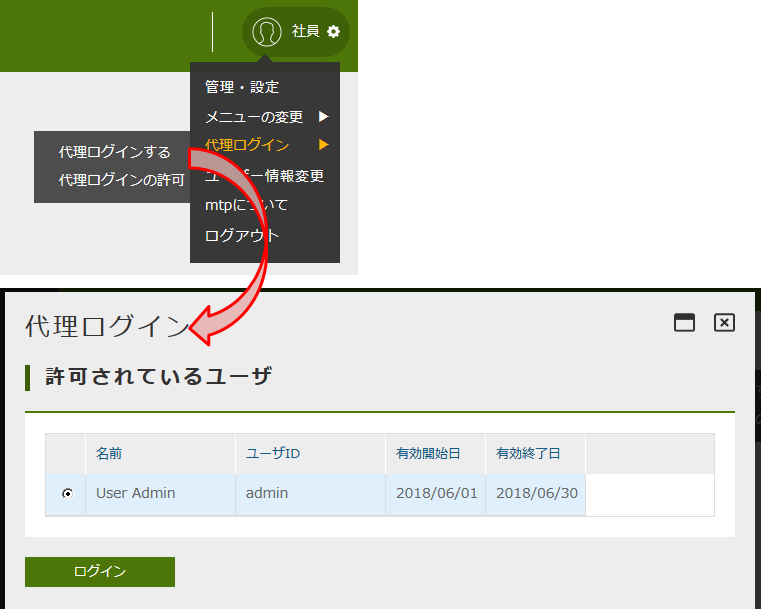 社員
管理・設定
メニューの変更
代理ログイン
代理ログインする
代理ログインの許可
ユーザー情報変更
mtpについて
ログアウト
代理ログイン
許可されているユーザ
名前 ユーザID 有効開始日 有効終了日
User Admin admin 2018/06/01 2018/06/30
ログイン